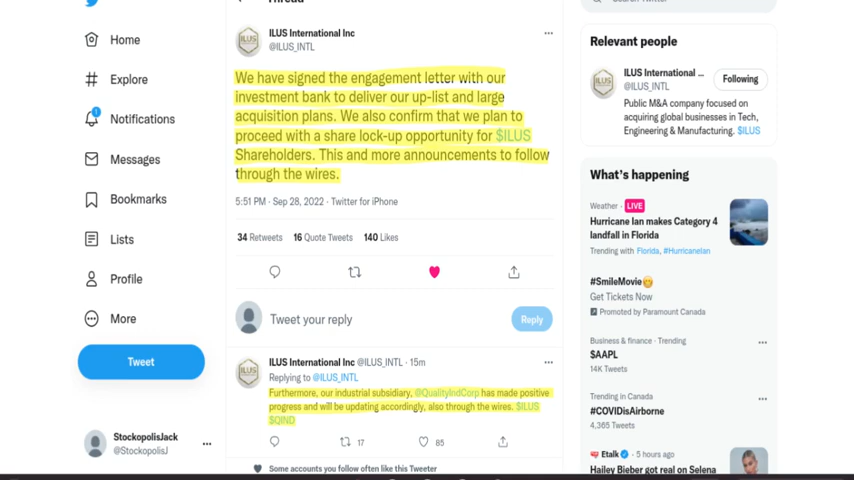 Thread
Home
Explore
1
Notifications
Messages
Bookmarks
Lists
Profile
More
Tweet
StockopolisJack
@StockopolisJ
ILUS International Inc
@ILUS_INTL
We have signed the engagement letter with our
investment bank to deliver our up-list and large
acquisition plans. We also confirm that we plan to
proceed with a share lock-up opportunity for $ILUS
Shareholders. This and more announcements to follow
through the wires.
5:51 PM · Sep 28, 2022 · Twitter for iPhone
34 Retweets 16 Quote Tweets 140 Likes
Tweet your reply
Reply
ILUS International Inc @ILUS_INTL · 15m
Replying to @ILUS_INTL
Furthermore, our industrial subsidiary, @QualityIndCorp has made positive
progress and will be updating accordingly, also through the wires. $ILUS
$QIND
17 85
Some accounts you follow often like this Tweeter
Search Twitter
Relevant people
ILUS International ...
@ILUS_INTL
Following
Public M&A company focused on
acquiring global businesses in Tech,
Engineering & Manufacturing. $ILUS
What's happening
Weather · LIVE
Hurricane Ian makes Category 4
landfall in Florida
Trending with Florida, #HurricaneIan
#SmileMovie
Get Tickets Now
Promoted by Paramount Canada
Business & finance · Trending
$AAPL
14K Tweets
Trending in Canada
#COVIDisAirborne
4,365 Tweets
Etalk · 5 hours ago
Hailey Bieber got real on Selena